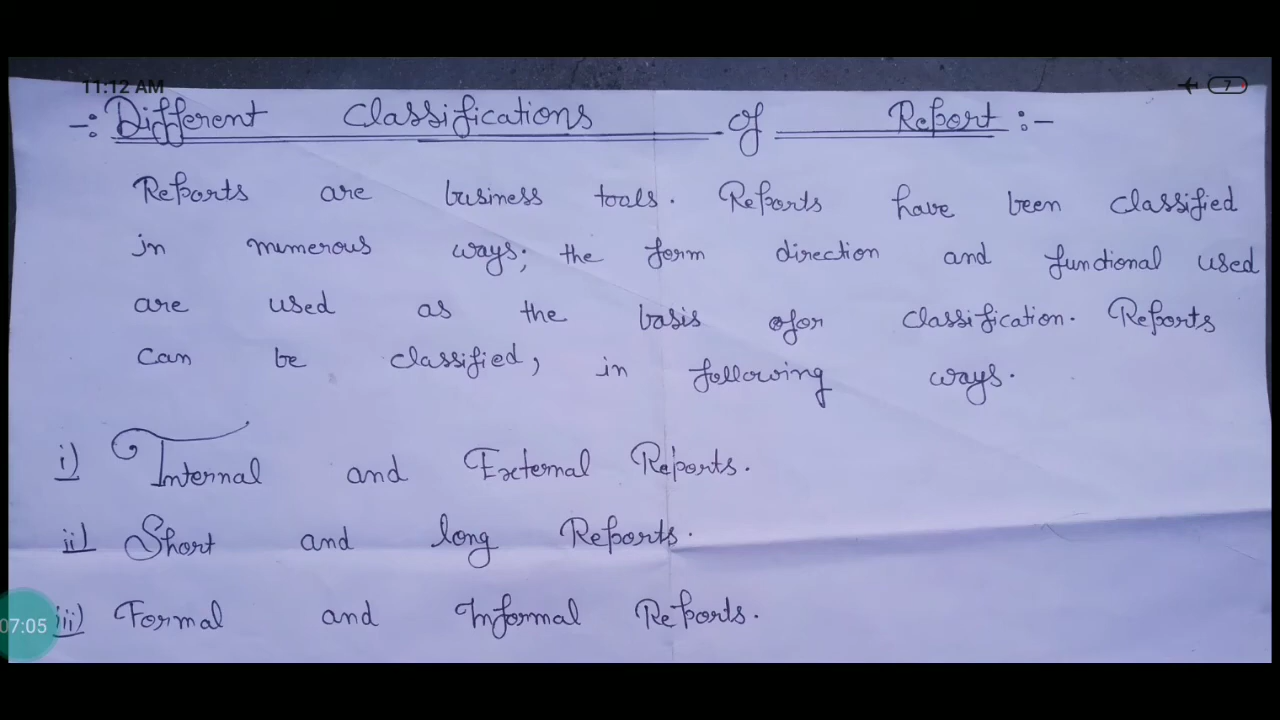 11:12 AM
7
-: Different Classifications of Report :-
Reports are business tools. Reports have been classified
in numerous ways; the form direction and functional used
are used as the basis for classification. Reports
can be classified, in following ways.
i) Internal and External Reports.
ii) Short and long Reports.
iii) Formal and Informal Reports.
07:05